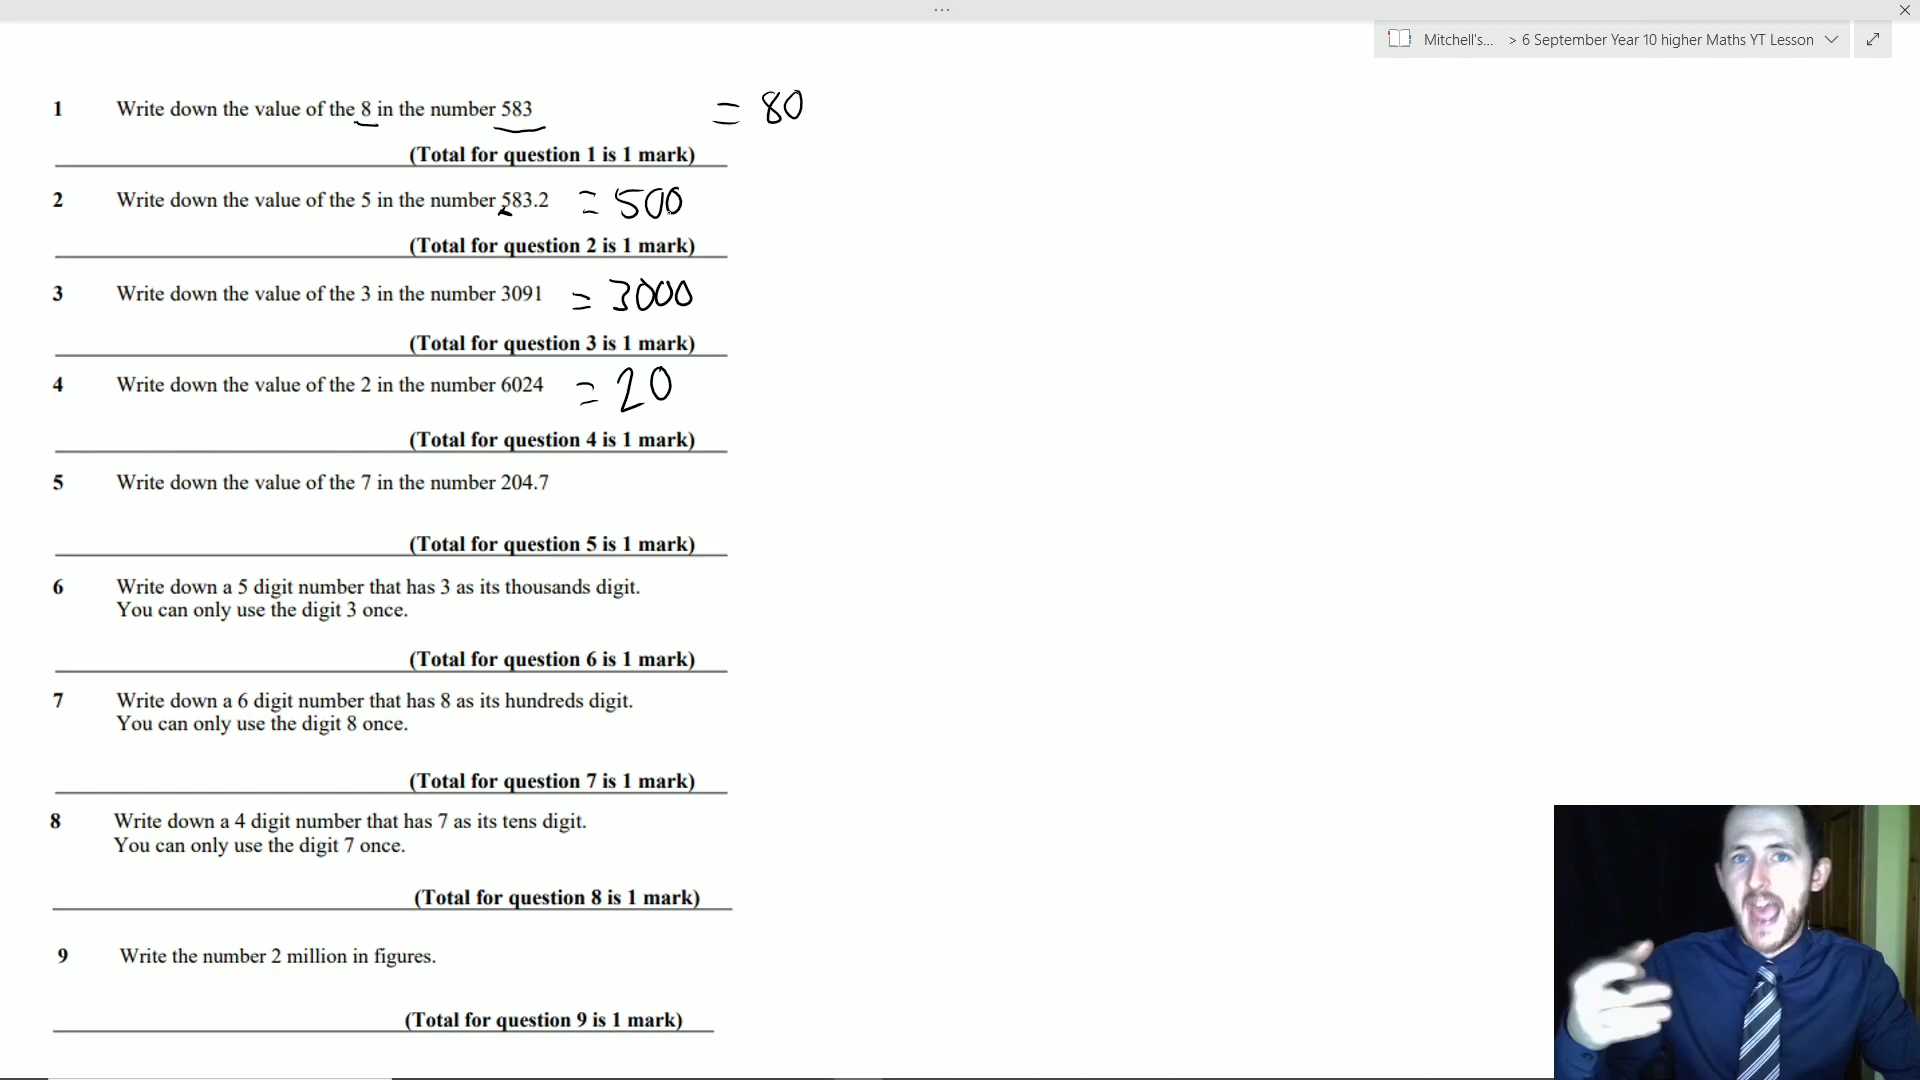 ...
Mitchell's... > 6 September Year 10 higher Maths YT Lesson
1 Write down the value of the 8 in the number 583 = 80
(Total for question 1 is 1 mark)
2 Write down the value of the 5 in the number 583.2 = 500
(Total for question 2 is 1 mark)
3 Write down the value of the 3 in the number 3091 = 3000
(Total for question 3 is 1 mark)
4 Write down the value of the 2 in the number 6024 = 20
(Total for question 4 is 1 mark)
5 Write down the value of the 7 in the number 204.7
(Total for question 5 is 1 mark)
6 Write down a 5 digit number that has 3 as its thousands digit.
You can only use the digit 3 once.
(Total for question 6 is 1 mark)
7 Write down a 6 digit number that has 8 as its hundreds digit.
You can only use the digit 8 once.
(Total for question 7 is 1 mark)
8 Write down a 4 digit number that has 7 as its tens digit.
You can only use the digit 7 once.
(Total for question 8 is 1 mark)
9 Write the number 2 million in figures.
(Total for question 9 is 1 mark)